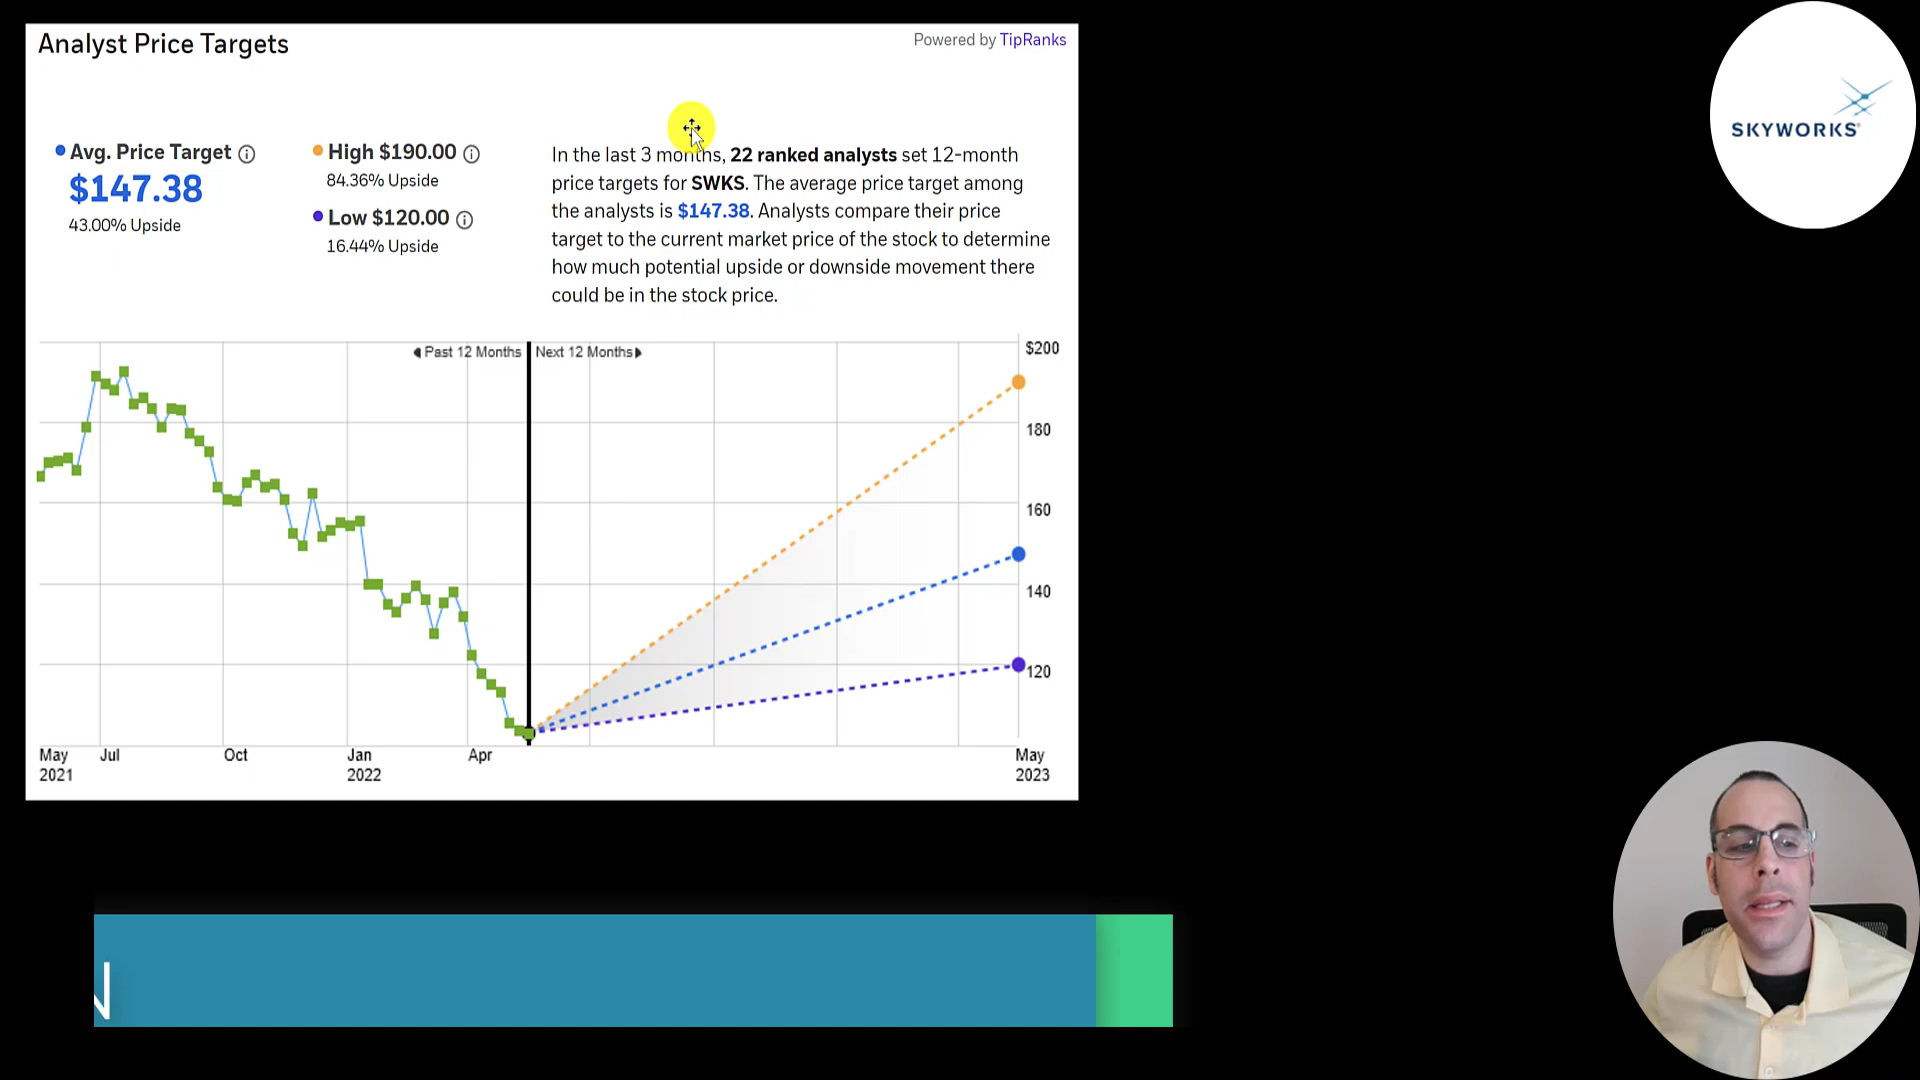 Analyst Price Targets
Powered by TipRanks
SKYWORKS
Avg. Price Target
$147.38
43.00% Upside
High $190.00
84.36% Upside
Low $120.00
16.44% Upside
In the last 3 months, 22 ranked analysts set 12-month
price targets for SWKS. The average price target among
the analysts is $147.38. Analysts compare their price
target to the current market price of the stock to determine
how much potential upside or downside movement there
could be in the stock price.
Past 12 Months
Next 12 Months
$200
180
160
140
120
May
2021
Jul
Oct
Jan
2022
Apr
May
2023